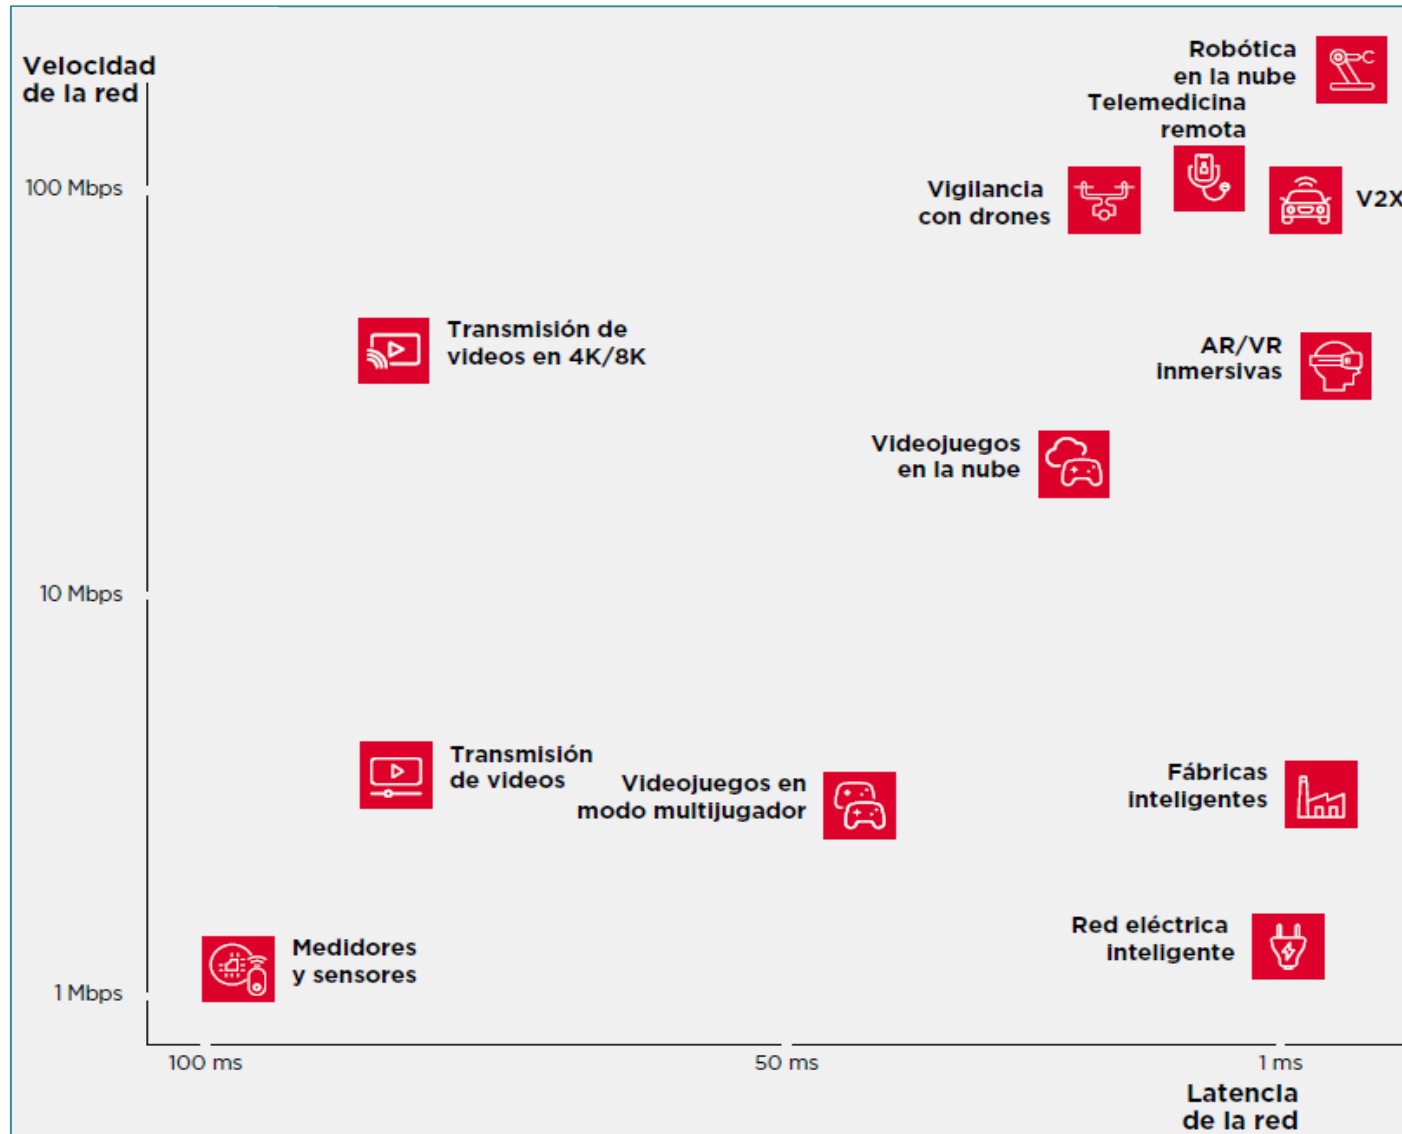 Velocidad
de la red
Robótica
en la nube
Telemedicina
remota
100 Mbps
Vigilancia
con drones
V2X
Transmisión de
videos en 4K/8K
AR/VR
inmersivas
Videojuegos
en la nube
10 Mbps
Transmisión
de videos
Videojuegos en
modo multijugador
Fábricas
inteligentes
Red eléctrica
inteligente
Medidores
y sensores
1 Mbps
100 ms
50 ms
1 ms
Latencia
de la red